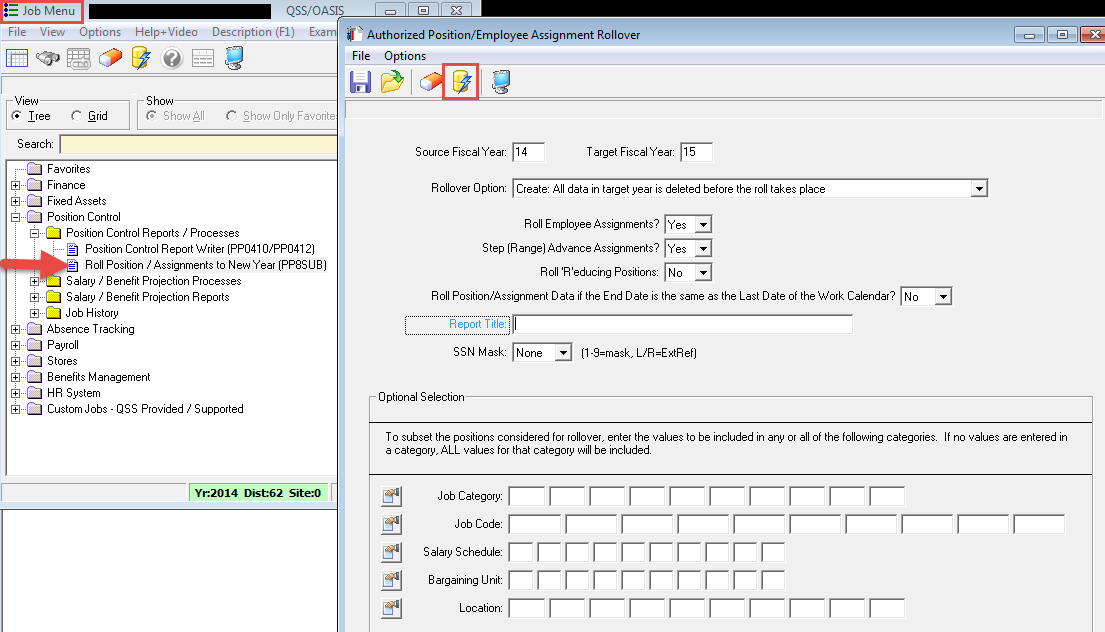 Job Menu
QSS/OASIS
File View Options Help+Video Description (F1) Exam
View
Tree
Grid
Show
Show All
Show Only Favorite
Search:
Favorites
Finance
Fixed Assets
Position Control
Position Control Reports / Processes
Position Control Report Writer (PP0410/PP0412)
Roll Position / Assignments to New Year (PP8SUB)
Salary / Benefit Projection Processes
Salary / Benefit Projection Reports
Job History
Absence Tracking
Payroll
Stores
Benefits Management
HR System
Custom Jobs - QSS Provided / Supported
Yr:2014 Dist:62 Site:0
Authorized Position/Employee Assignment Rollover
File Options
Source Fiscal Year: 14 Target Fiscal Year: 15
Rollover Option: Create: All data in target year is deleted before the roll takes place
Roll Employee Assignments? Yes
Step (Range) Advance Assignments? Yes
Roll 'R'educing Positions: No
Roll Position/Assignment Data if the End Date is the same as the Last Date of the Work Calendar? No
Report Title:
SSN Mask: None (1-9=mask, L/R=ExtRef)
Optional Selection
To subset the positions considered for rollover, enter the values to be included in any or all of the following categories. If no values are entered in
a category, ALL values for that category will be included.
Job Category:
Job Code:
Salary Schedule:
Bargaining Unit:
Location: